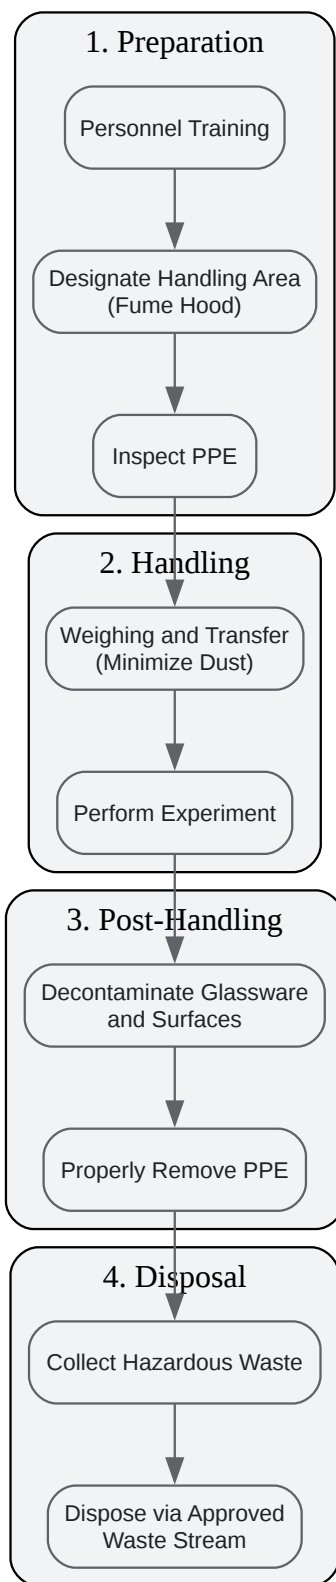 1. Preparation
Personnel Training
Designate Handling Area
(Fume Hood)
Inspect PPE
2. Handling
Weighing and Transfer
(Minimize Dust)
Perform Experiment
3. Post-Handling
Decontaminate Glassware
and Surfaces
Properly Remove PPE
4. Disposal
Collect Hazardous Waste
Dispose via Approved
Waste Stream